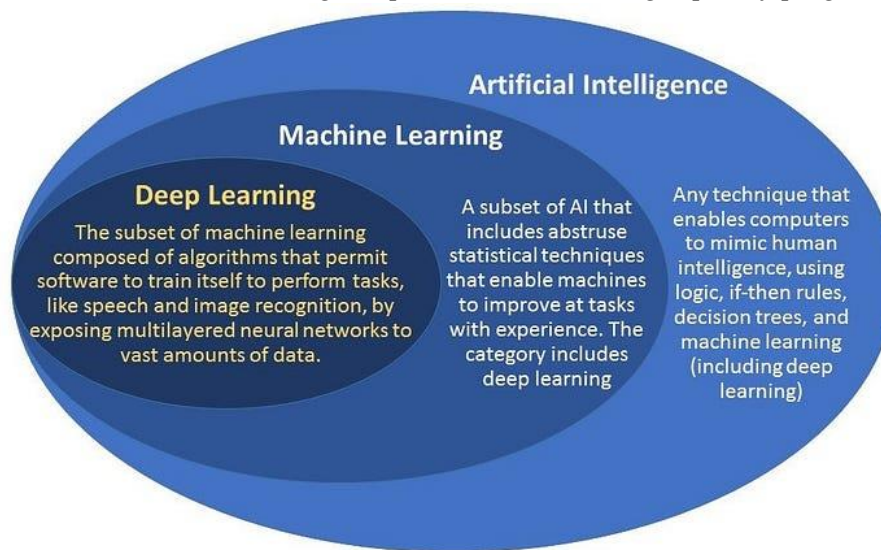 Artificial Intelligence
Machine Learning
Deep Learning
The subset of machine learning
composed of algorithms that permit
software to train itself to perform tasks,
like speech and image recognition, by
exposing multilayered neural networks to
vast amounts of data.
A subset of AI that
includes abstruse
statistical techniques
that enable machines
to improve at tasks
with experience. The
category includes
deep learning
Any technique that
enables computers
to mimic human
intelligence, using
logic, if-then rules,
decision trees, and
machine learning
(including deep
learning)